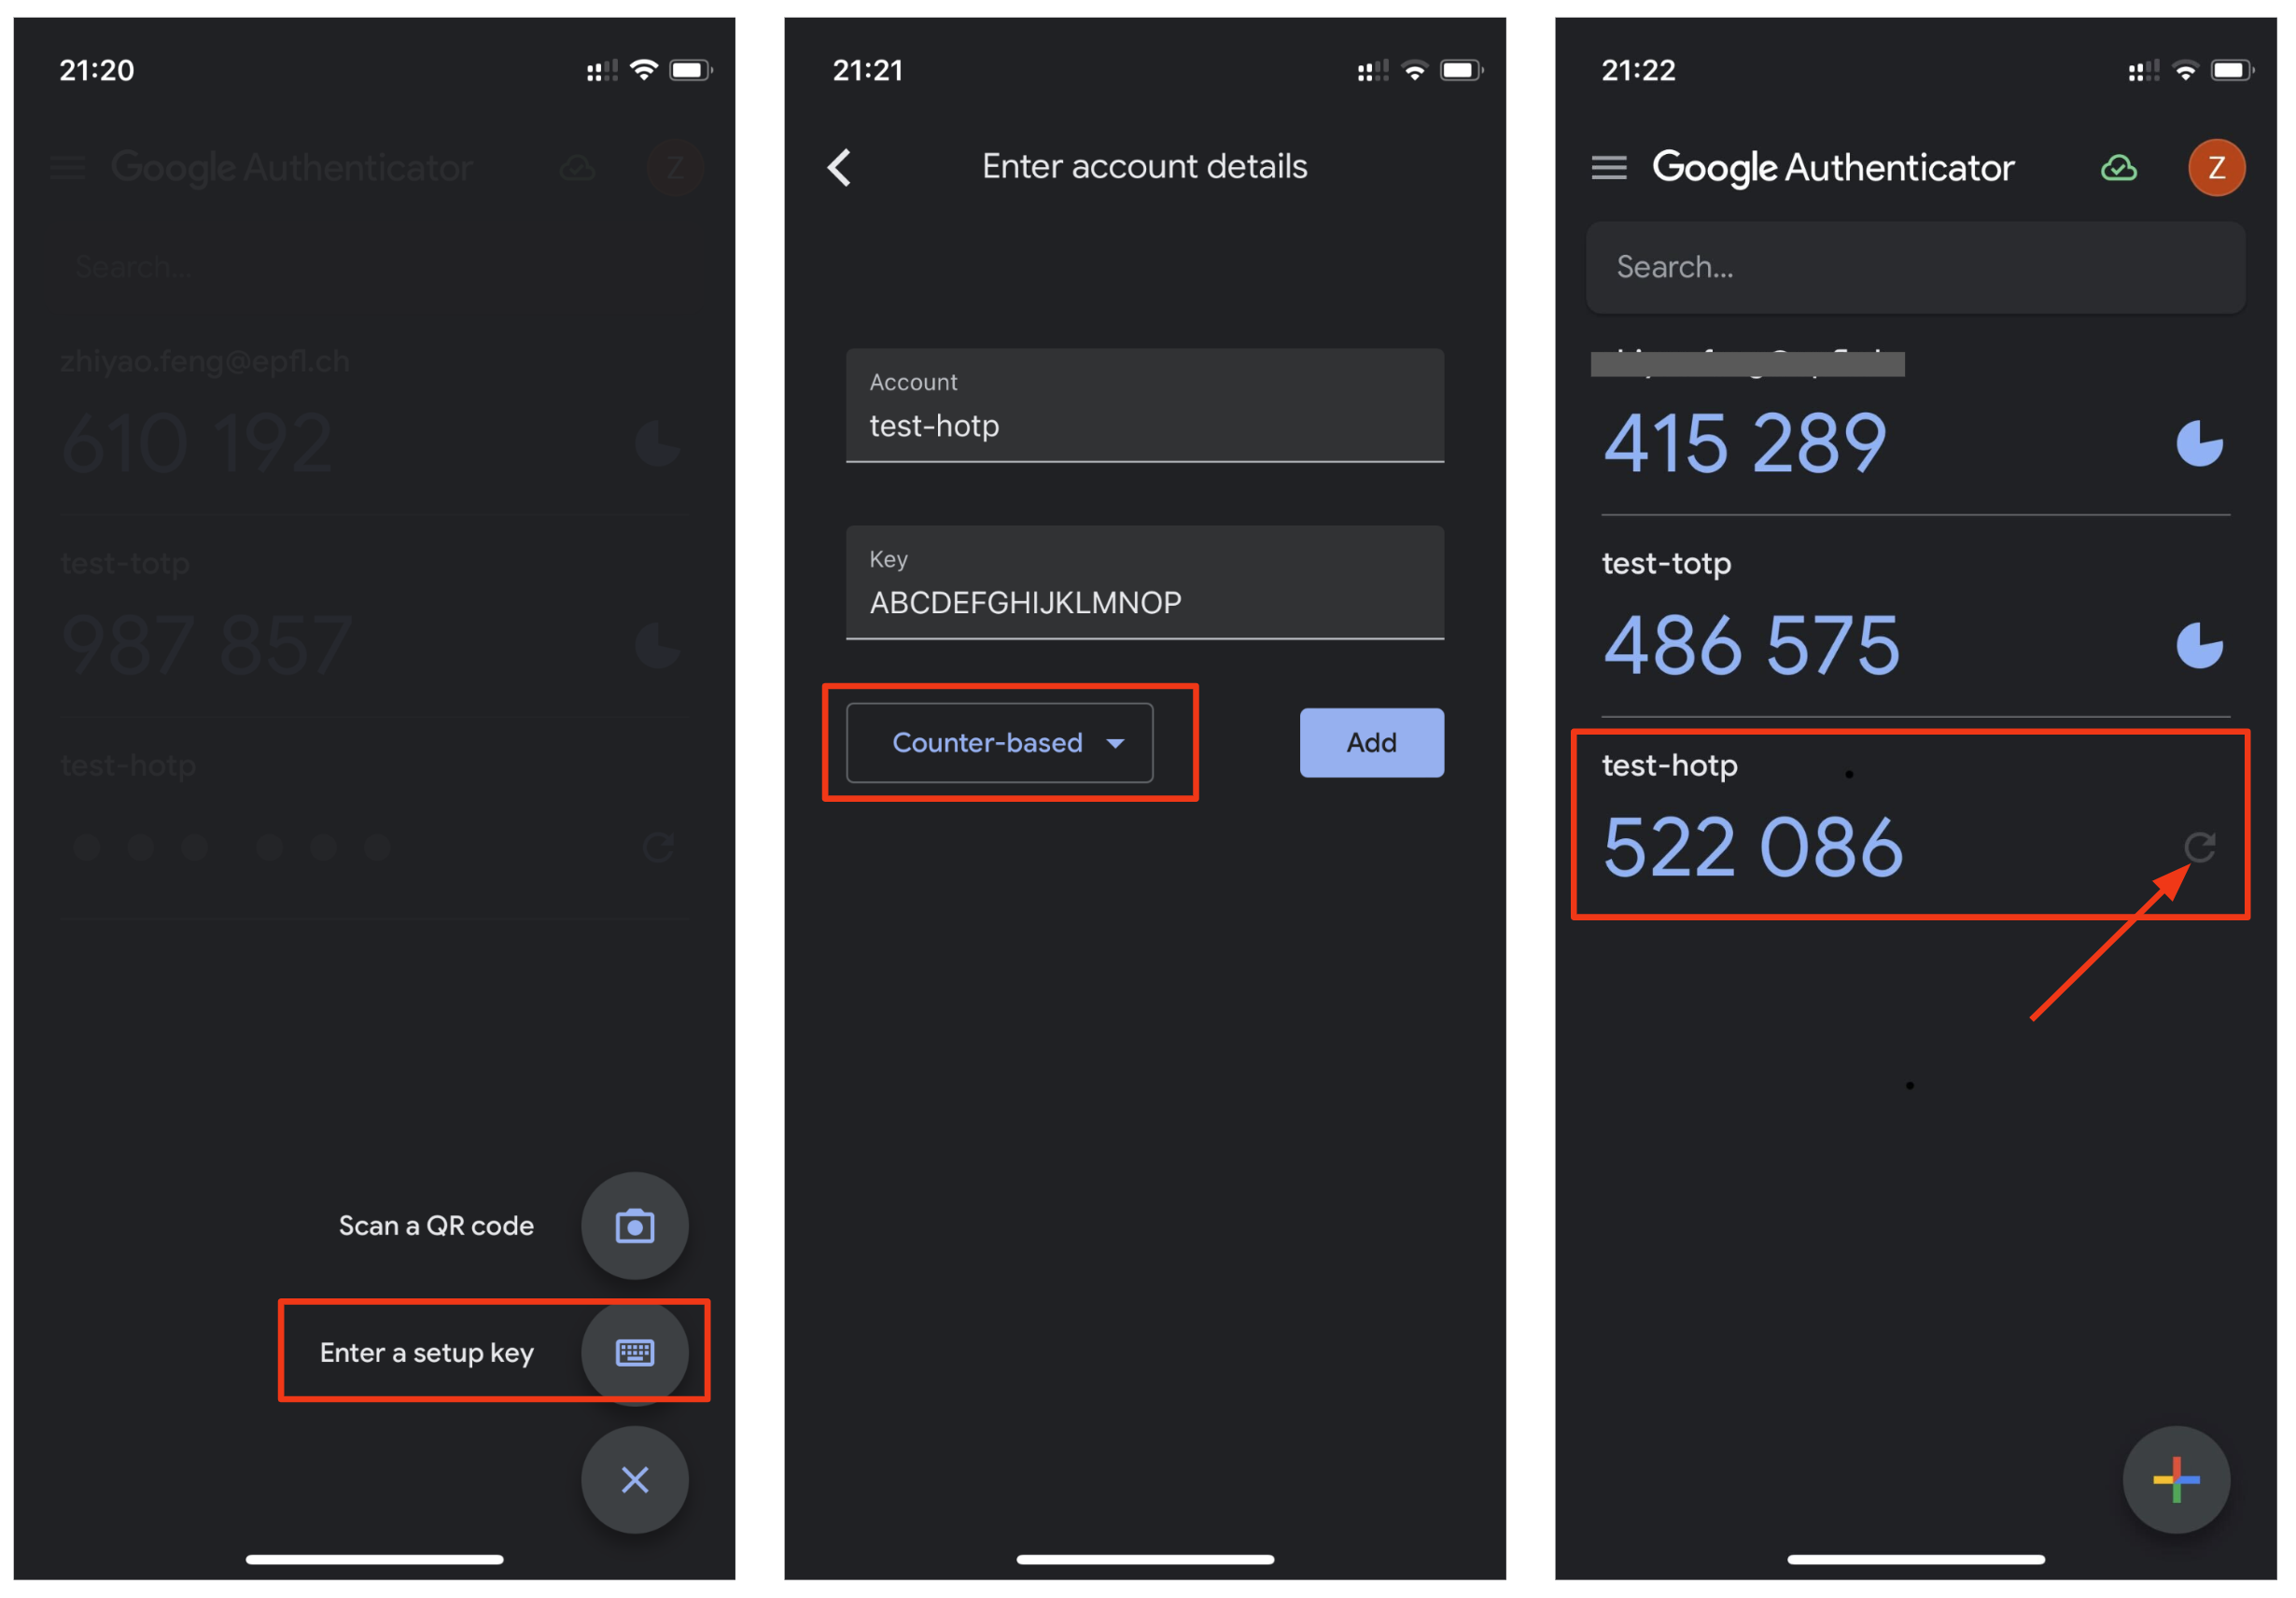 21:20
Google Authenticator
Z
Search...
zhiyao.feng@epfl.ch
610 192
test-totp
987 857
test-hotp
Scan a QR code
Enter a setup key
21:21
Enter account details
Account
test-hotp
Key
ABCDEFGHIJKLMNOP
Counter-based
Add
21:22
Google Authenticator
Z
Search...
415 289
test-totp
486 575
test-hotp
522 086